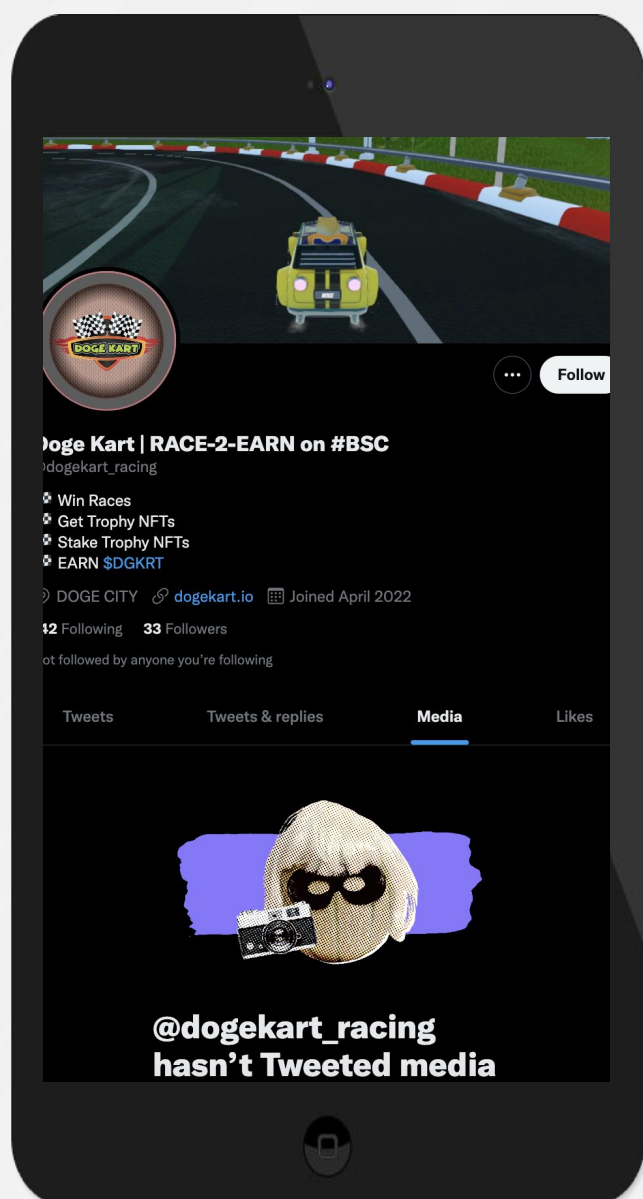 DOGE KART
Follow
Doge Kart | RACE-2-EARN on #BSC
@dogekart_racing
Win Races
Get Trophy NFTs
Stake Trophy NFTs
EARN $DGKRT
DOGE CITY dogekart.io Joined April 2022
42 Following 33 Followers
ot followed by anyone you're following
Tweets Tweets & replies Media Likes
@dogekart_racing
hasn't Tweeted media